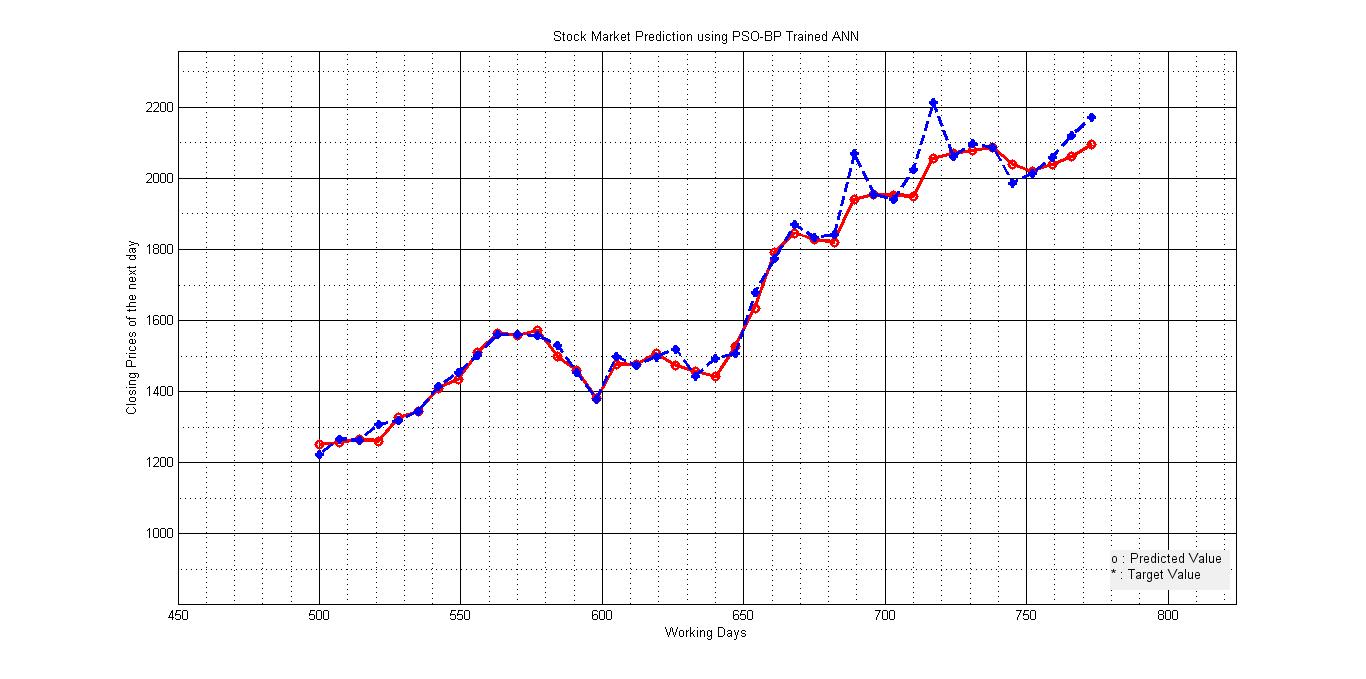 Stock Market Prediction using PSO-BP Trained ANN
2200
2000
1800
1600
1400
1200
1000
Closing Prices of the next day
o : Predicted Value
* : Target Value
450 500 550 600 650 700 750 800
Working Days